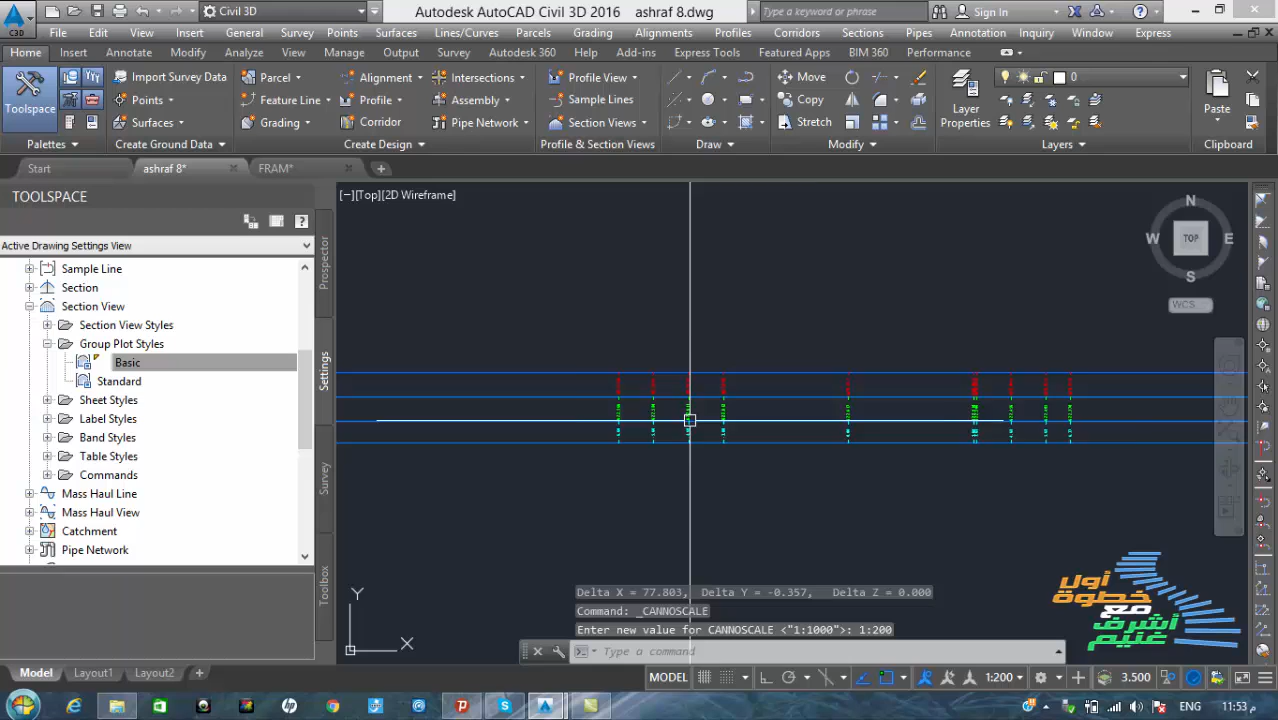 Civil 3D
Autodesk AutoCAD Civil 3D 2016 ashraf 8.dwg
Type a keyword or phrase
Sign In
C3D
File Edit View Insert General Survey Points Surfaces Lines/Curves Parcels Grading Alignments Profiles Corridors Sections Pipes Annotation Inquiry Window Express
Home Insert Annotate Modify Analyze View Manage Output Survey Autodesk 360 Help Add-ins Express Tools Featured Apps BIM 360 Performance
Toolspace
Import Survey Data
Points
Surfaces
Parcel
Feature Line
Grading
Alignment
Profile
Corridor
Intersections
Assembly
Pipe Network
Profile View
Sample Lines
Section Views
Move
Copy
Stretch
Layer Properties
0
Paste
Palettes
Create Ground Data
Create Design
Profile & Section Views
Draw
Modify
Layers
Clipboard
Start
ashraf 8*
FRAM*
TOOLSPACE
Active Drawing Settings View
Sample Line
Section
Section View
Section View Styles
Group Plot Styles
Basic
Standard
Sheet Styles
Label Styles
Band Styles
Table Styles
Commands
Mass Haul Line
Mass Haul View
Catchment
Pipe Network
Prospector
Settings
Survey
Toolbox
[−][Top][2D Wireframe]
N
W TOP E
S
WCS
Y
X
Delta X = 77.803, Delta Y = -0.357, Delta Z = 0.000
Command: _CANNOSCALE
Enter new value for CANNOSCALE <"1:1000">: 1:200
Type a command
أول
خطوة
مع
أشرف
غنيم
Model Layout1 Layout2
MODEL
1:200
3.500
ENG
11:53 م